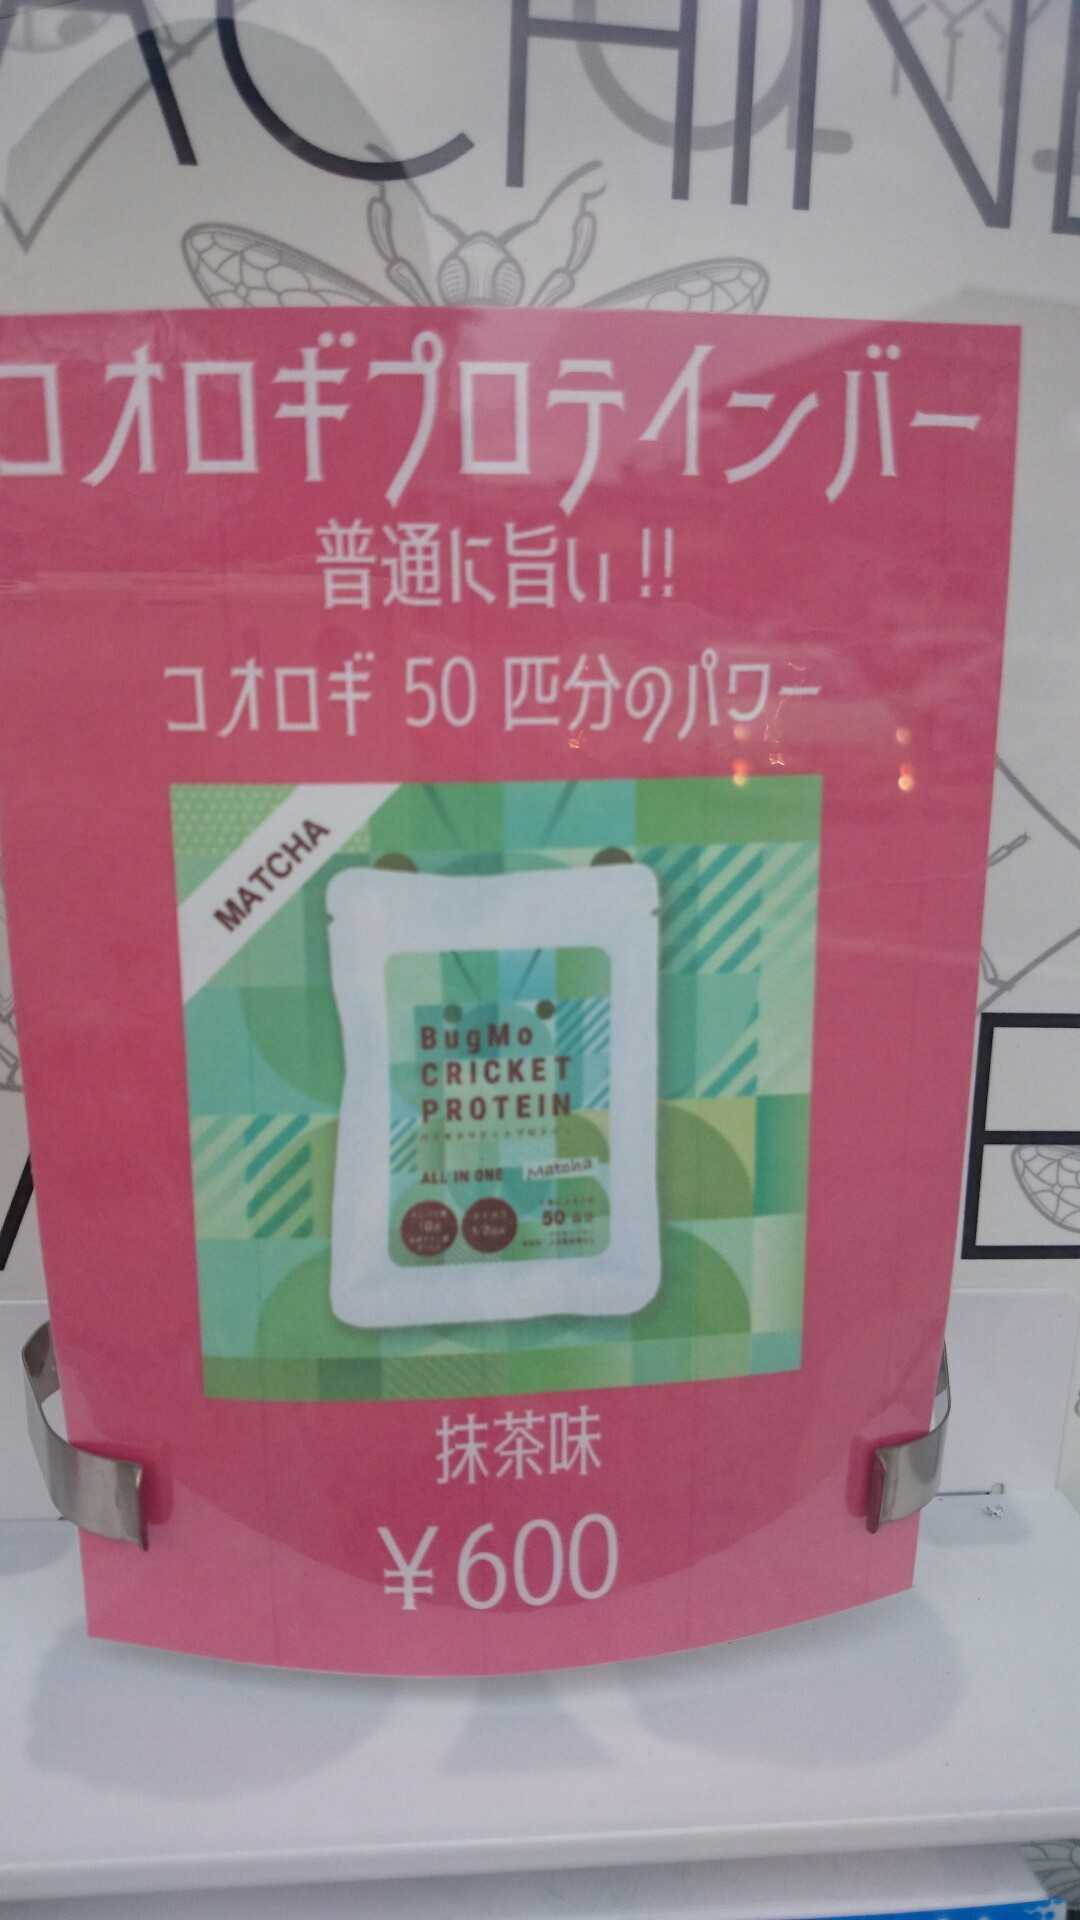 ACHINE
コオロギプロテインバー
普通に旨い!!
コオロギ 50 匹分のパワー
MATCHA
BugMo
CRICKET
PROTEIN
ALL IN ONE Matcha
50
抹茶味
¥600